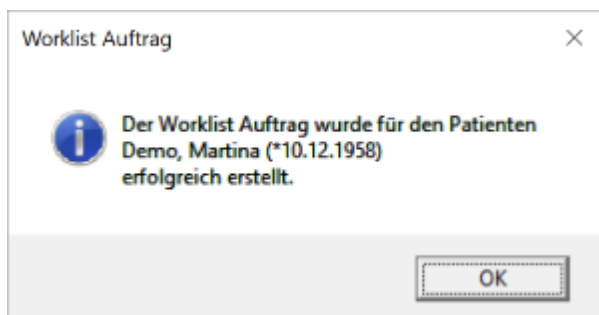 Worklist Auftrag
Der Worklist Auftrag wurde für den Patienten
Demo, Martina (*10.12.1958)
erfolgreich erstellt.
OK